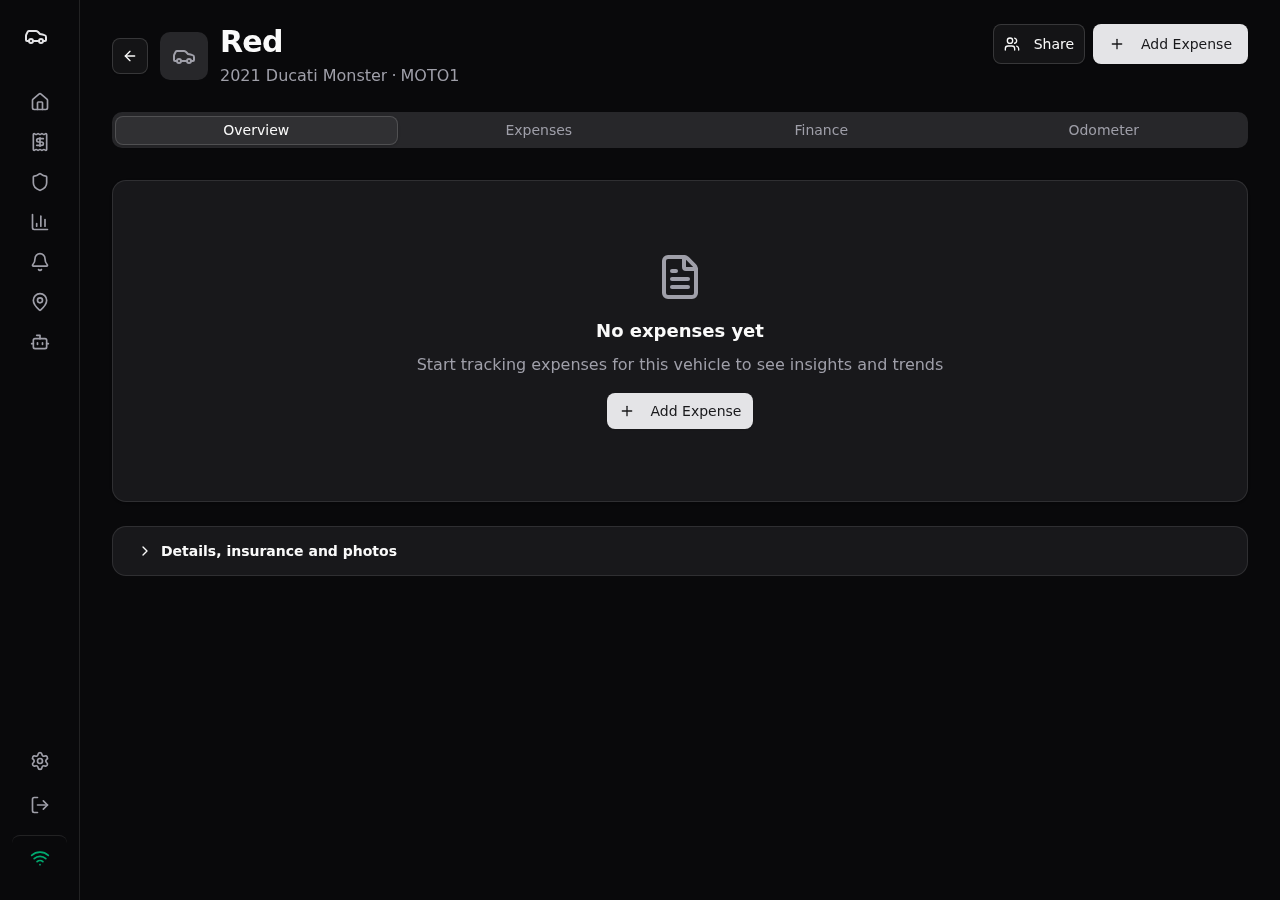 Red
2021 Ducati Monster · MOTO1
Share
Add Expense
Overview
Expenses
Finance
Odometer
No expenses yet
Start tracking expenses for this vehicle to see insights and trends
Add Expense
Details, insurance and photos